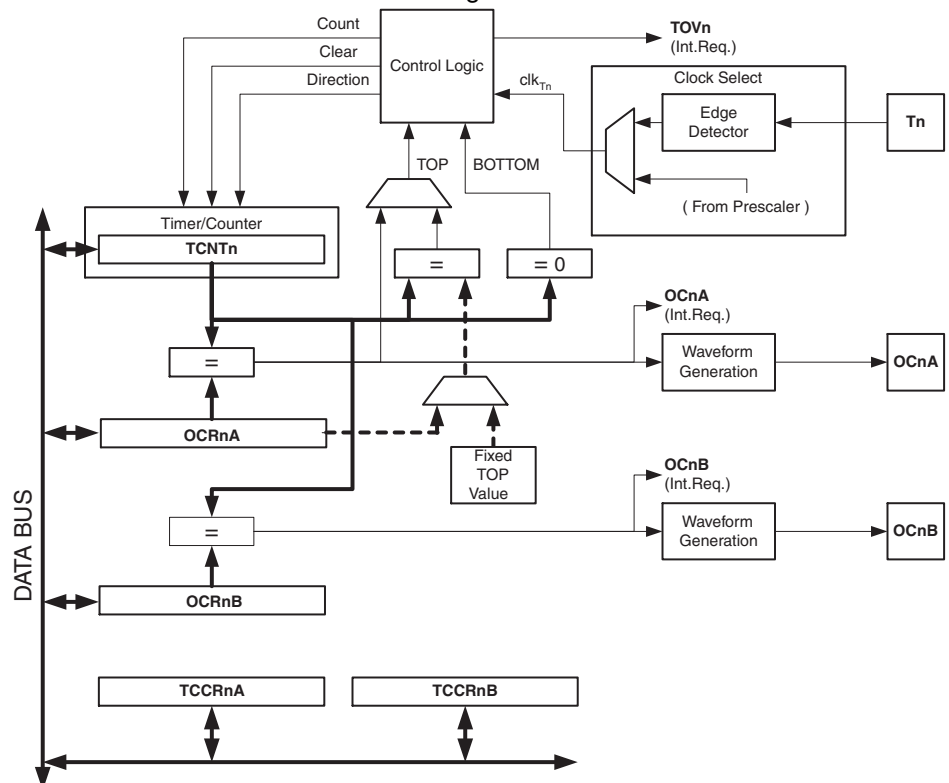 Count
Clear
Direction
Control Logic
TOVn
(Int.Req.)
clkTn
Clock Select
Edge
Detector
Tn
( From Prescaler )
TOP
BOTTOM
Timer/Counter
TCNTn
=
= 0
OCnA
(Int.Req.)
=
Waveform
Generation
OCnA
OCRnA
Fixed
TOP
Value
OCnB
(Int.Req.)
=
Waveform
Generation
OCnB
OCRnB
DATA BUS
TCCRnA
TCCRnB